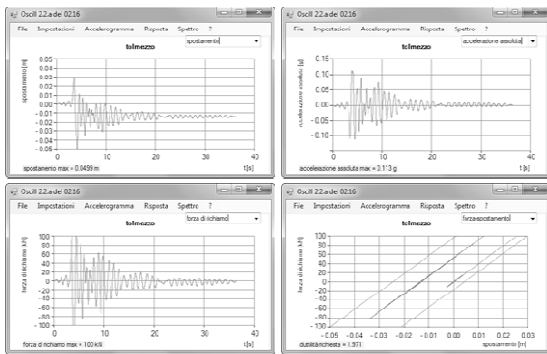 Oscill 2.2.ade 0216
File Impostazioni Accelerogramma Risposta Spettro ?
tolmezzo
spostamento
spostamento [m]
0.05
0.04
0.03
0.02
0.01
0.00
-0.01
-0.02
-0.03
-0.04
-0.05
0 10 20 30 40
spostamento max = 0.0499 m
t [s]
Oscill 2.2.ade 0216
File Impostazioni Accelerogramma Risposta Spettro ?
tolmezzo
accelerazione assoluta
accelerazione assoluta [g]
0.15
0.10
0.05
0.00
-0.05
-0.10
0 10 20 30 40
accelerazione assoluta max = 0.113 g
t [s]
Oscill 2.2.ade 0216
File Impostazioni Accelerogramma Risposta Spettro ?
tolmezzo
forza di richiamo
forza di richiamo [kN]
100
80
60
40
20
0
-20
-40
-60
-80
-100
0 10 20 30 40
forza di richiamo max = 100 kN
t [s]
Oscill 2.2.ade 0216
File Impostazioni Accelerogramma Risposta Spettro ?
tolmezzo
forza-spostamento
forza di richiamo [kN]
100
80
60
40
20
0
-20
-40
-60
-80
-100
-0.05 -0.04 -0.03 -0.02 -0.01 0.00 0.01 0.02 0.03
duttilità richiesta = 1.971
spostamento [m]